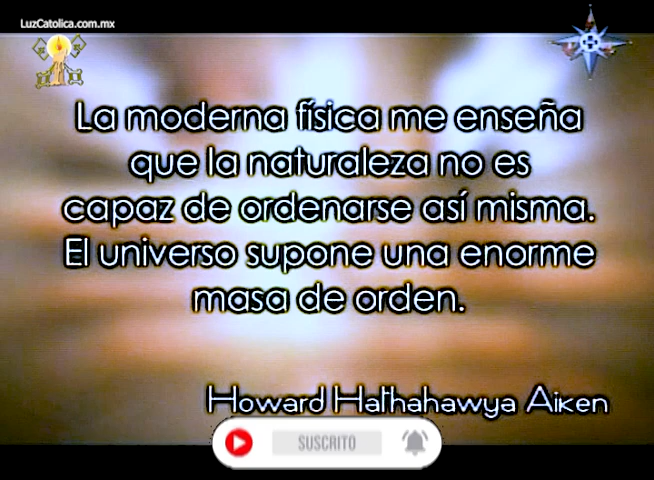 LuzCatolica.com.mx
La moderna física me enseña
que la naturaleza no es
capaz de ordenarse así misma.
El universo supone una enorme
masa de orden.
Howard Hathahawya Aiken
SUSCRITO